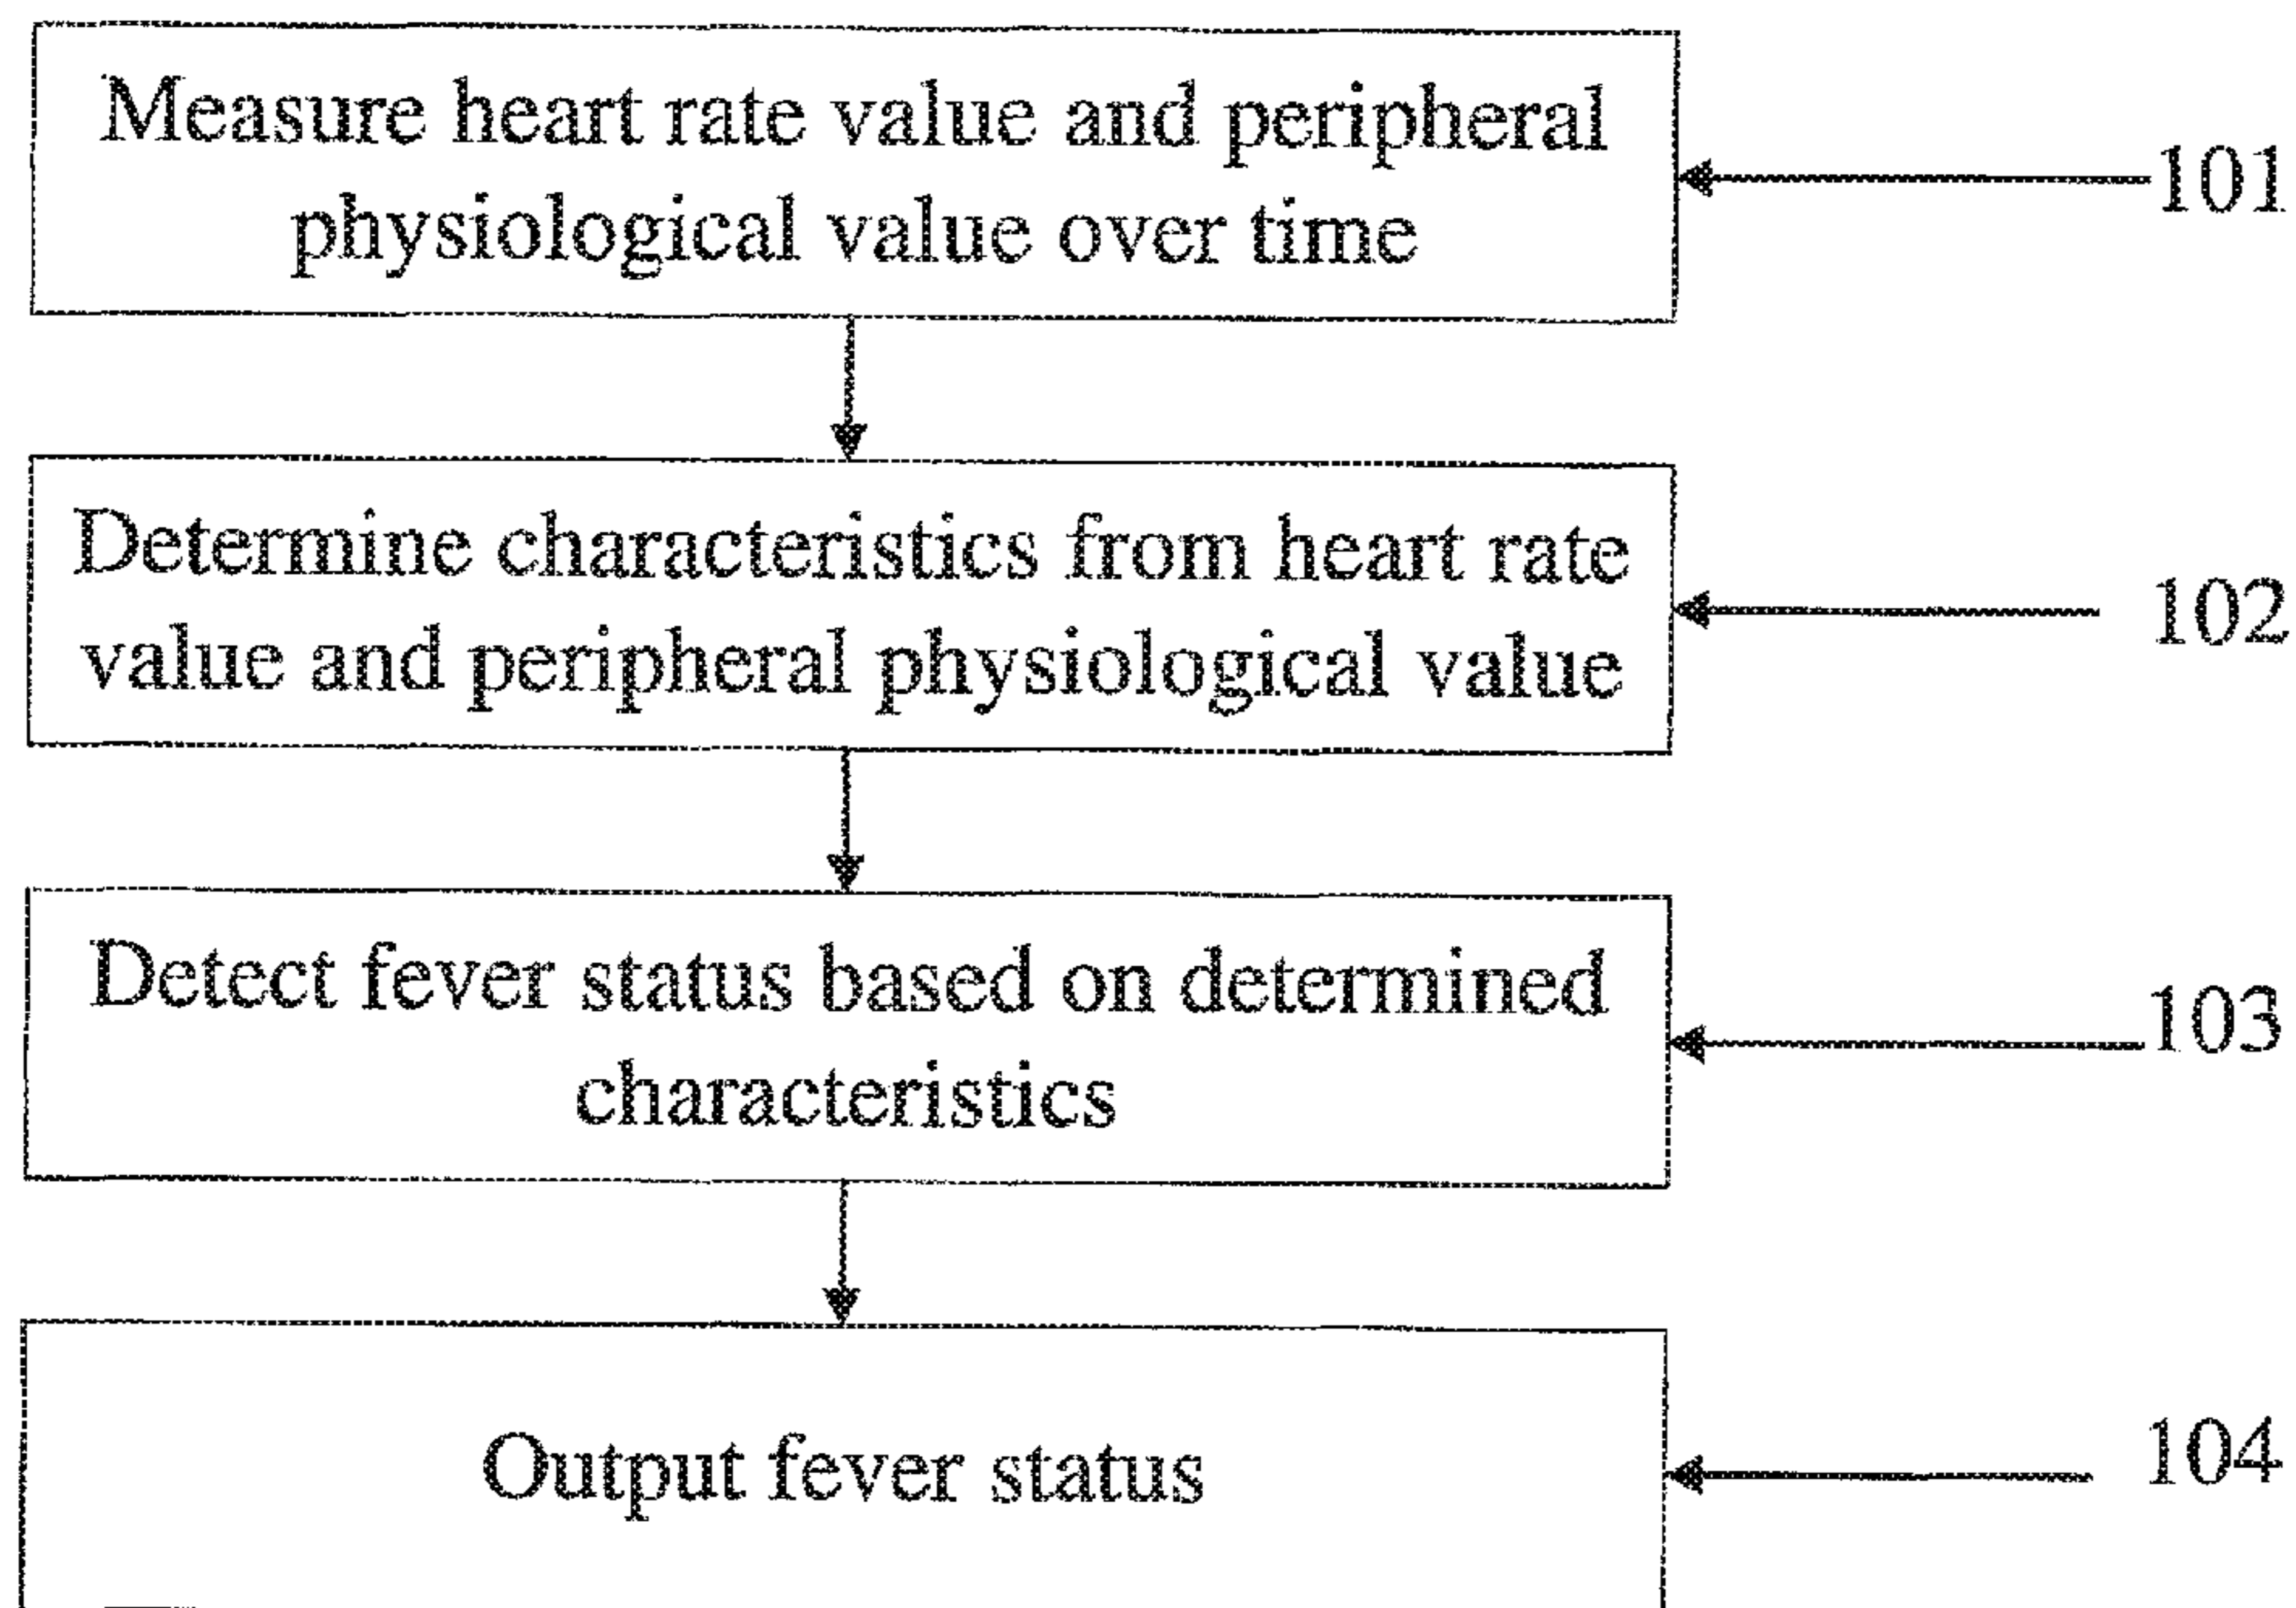 Measure heart rate value and peripheral
physiological value over time
101
Determine characteristics from heart rate
value and peripheral physiological value
102
Detect fever status based on determined
characteristics
103
Output fever status
104